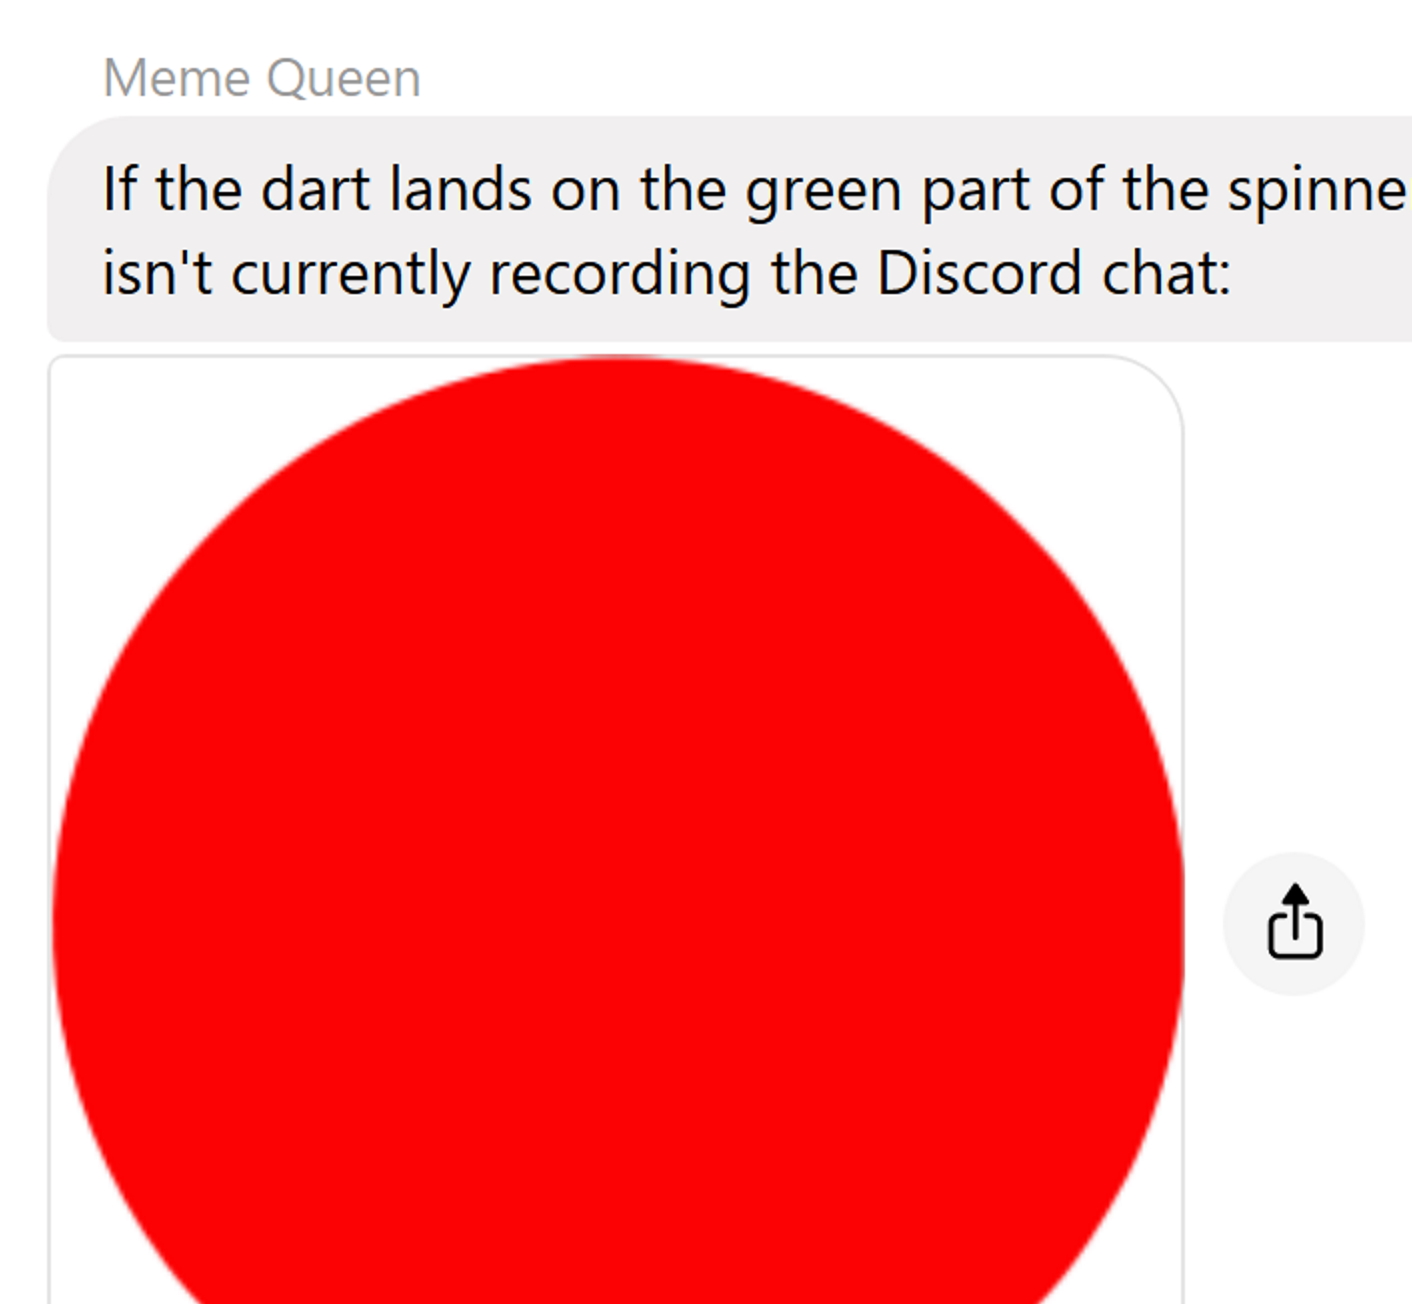 Meme Queen
If the dart lands on the green part of the spinne
isn't currently recording the Discord chat: